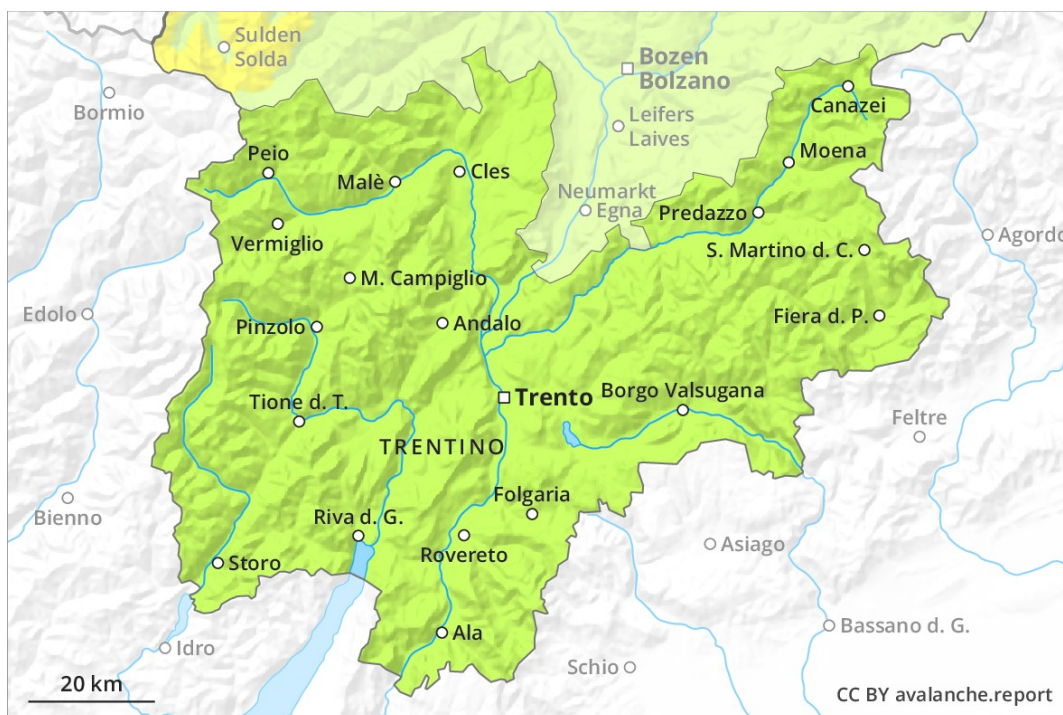 Sulden
Solda
Bozen
Bolzano
Bormio
Canazei
Leifers
Laives
Peio
Malè
Cles
Moena
Neumarkt
Egna
Predazzo
Vermiglio
S. Martino d. C.
Agordo
M. Campiglio
Edolo
Pinzolo
Andalo
Fiera d. P.
Trento
Borgo Valsugana
Tione d. T.
Feltre
TRENTINO
Bienno
Folgaria
Riva d. G.
Asiago
Rovereto
Storo
Bassano d. G.
Ala
Idro
Schio
20 km
CC BY avalanche.report